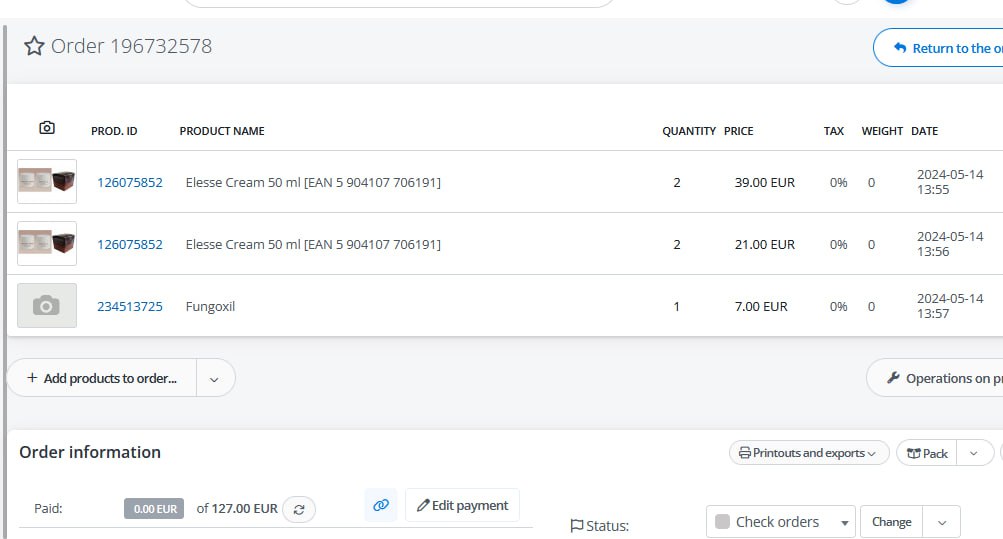 Order 196732578
Return to the o
PROD. ID PRODUCT NAME QUANTITY PRICE TAX WEIGHT DATE
126075852 Elesse Cream 50 ml [EAN 5 904107 706191] 2 39.00 EUR 0% 0 2024-05-14 13:55
126075852 Elesse Cream 50 ml [EAN 5 904107 706191] 2 21.00 EUR 0% 0 2024-05-14 13:56
234513725 Fungoxil 1 7.00 EUR 0% 0 2024-05-14 13:57
+ Add products to order...
Operations on p
Order information
Printouts and exports
Pack
Paid: 0.00 EUR of 127.00 EUR
Edit payment
Status: Check orders
Change